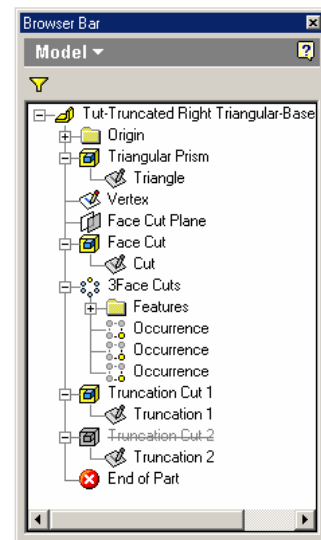 Browser Bar
Model
Tut-Truncated Right Triangular-Base
Origin
Triangular Prism
Triangle
Vertex
Face Cut Plane
Face Cut
Cut
3Face Cuts
Features
Occurrence
Occurrence
Occurrence
Truncation Cut 1
Truncation 1
Truncation Cut 2
Truncation 2
End of Part